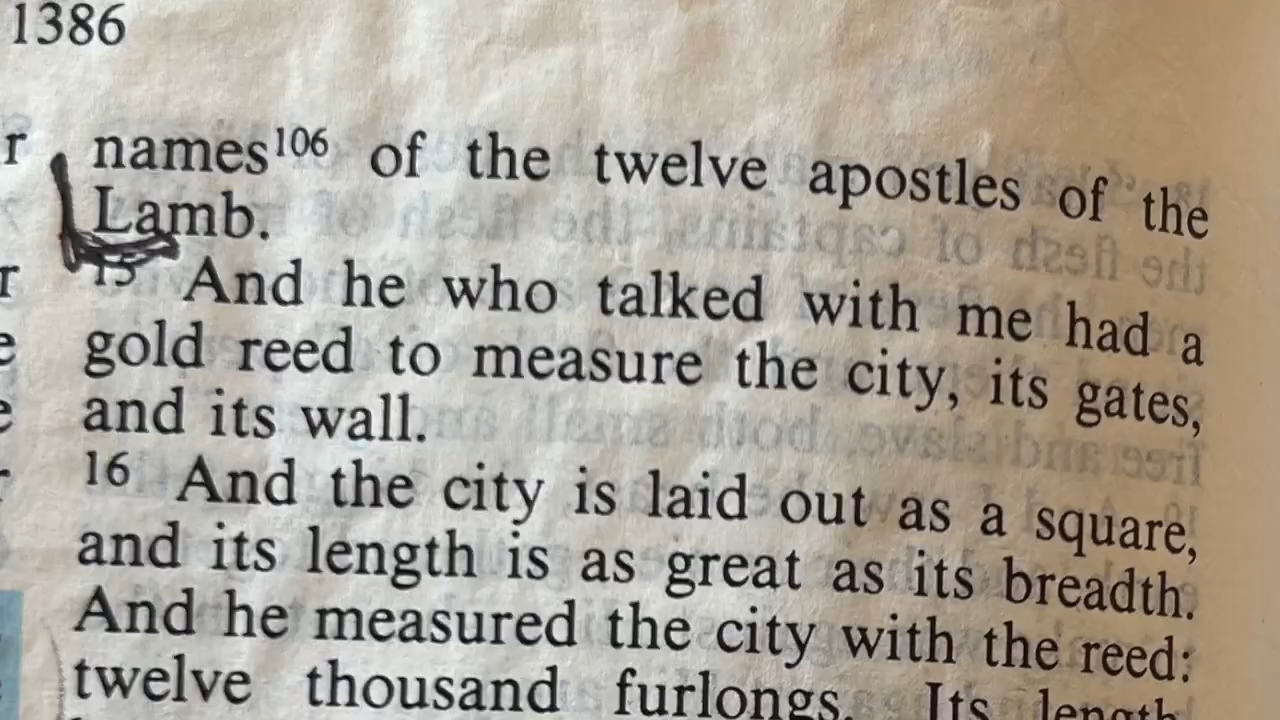 1386
names106 of the twelve apostles of the
Lamb.
15 And he who talked with me had a
gold reed to measure the city, its gates,
and its wall.
16 And the city is laid out as a square,
and its length is as great as its breadth.
And he measured the city with the reed:
twelve thousand furlongs. Its length